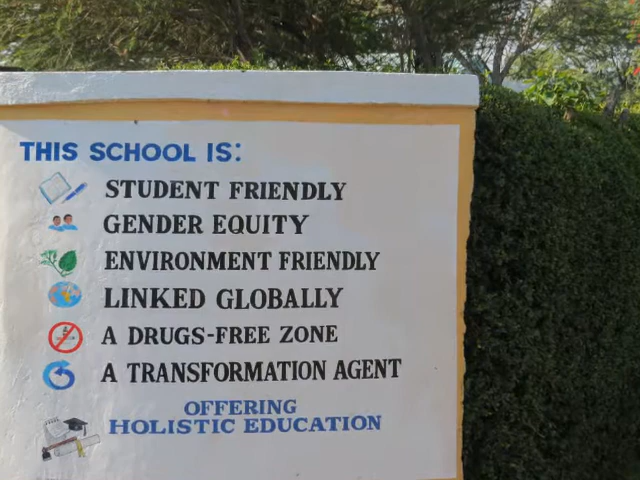 THIS SCHOOL IS:
STUDENT FRIENDLY
GENDER EQUITY
ENVIRONMENT FRIENDLY
LINKED GLOBALLY
A DRUGS-FREE ZONE
A TRANSFORMATION AGENT
OFFERING
HOLISTIC EDUCATION